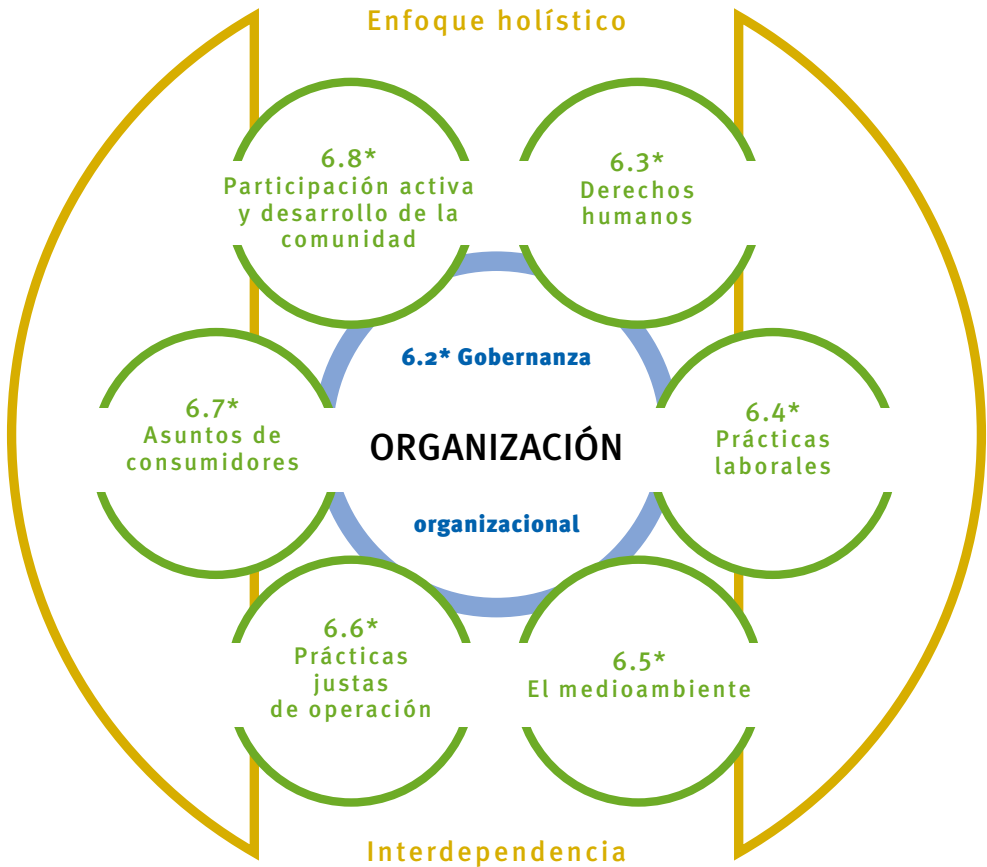 Enfoque holístico
6.8*
Participación activa
y desarrollo de la
comunidad
6.3*
Derechos
humanos
6.2* Gobernanza
ORGANIZACIÓN
organizacional
6.7*
Asuntos de
consumidores
6.4*
Prácticas
laborales
6.6*
Prácticas
justas
de operación
6.5*
El medioambiente
Interdependencia